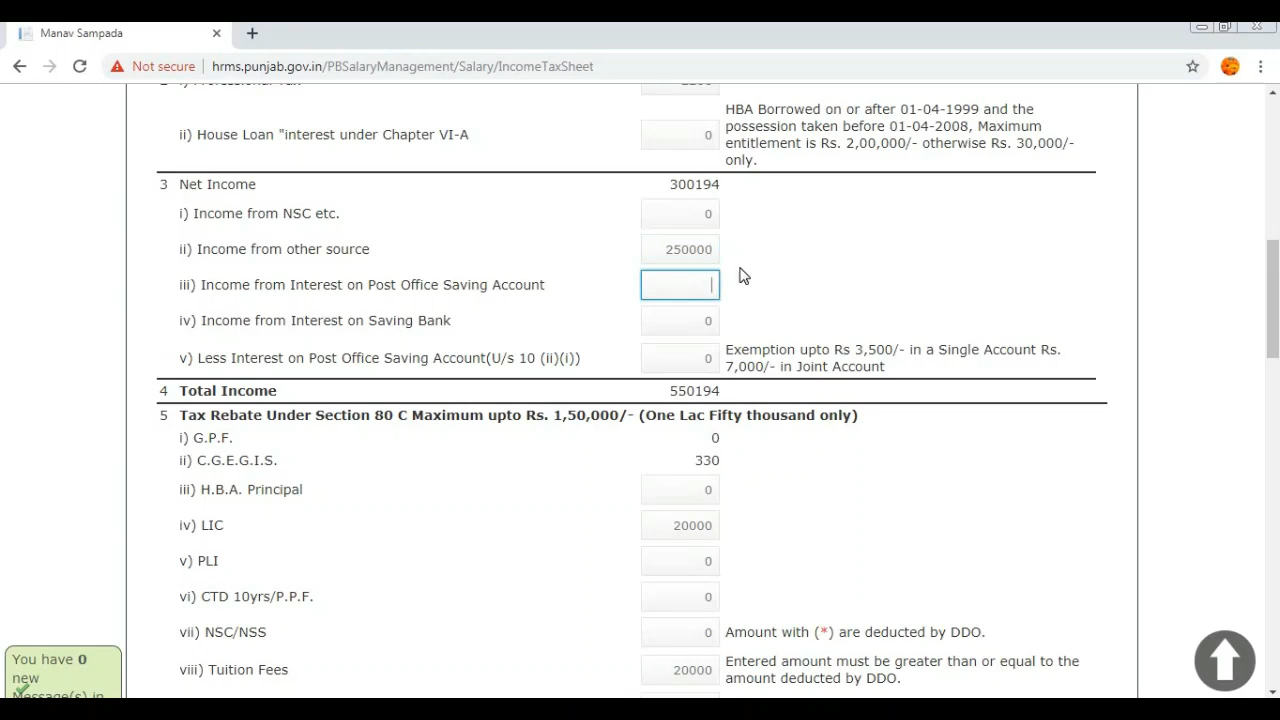 Manav Sampada
Not secure hrms.punjab.gov.in/PBSalaryManagement/Salary/IncomeTaxSheet
HBA Borrowed on or after 01-04-1999 and the
ii) House Loan "interest under Chapter VI-A 0 possession taken before 01-04-2008, Maximum
entitlement is Rs. 2,00,000/- otherwise Rs. 30,000/-
only.
3 Net Income 300194
i) Income from NSC etc. 0
ii) Income from other source 250000
iii) Income from Interest on Post Office Saving Account
iv) Income from Interest on Saving Bank 0
v) Less Interest on Post Office Saving Account(U/s 10 (ii)(i)) 0 Exemption upto Rs 3,500/- in a Single Account Rs.
7,000/- in Joint Account
4 Total Income 550194
5 Tax Rebate Under Section 80 C Maximum upto Rs. 1,50,000/- (One Lac Fifty thousand only)
i) G.P.F. 0
ii) C.G.E.G.I.S. 330
iii) H.B.A. Principal 0
iv) LIC 20000
v) PLI 0
vi) CTD 10yrs/P.P.F. 0
vii) NSC/NSS 0 Amount with (*) are deducted by DDO.
viii) Tuition Fees 20000 Entered amount must be greater than or equal to the
amount deducted by DDO.
You have 0
new
Message(s) in